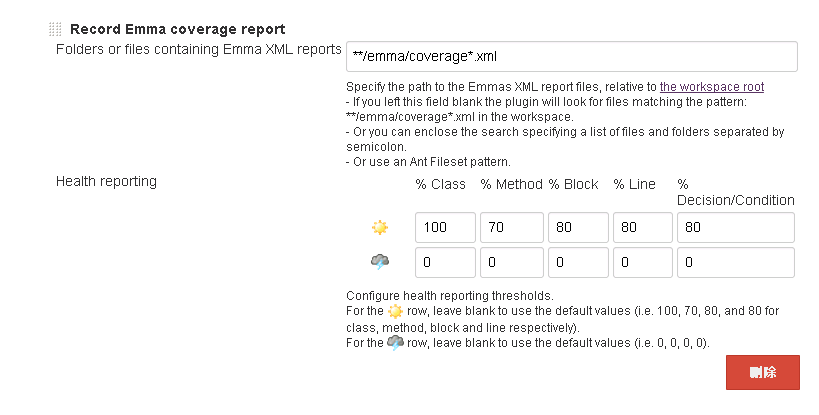 Record Emma coverage report
Folders or files containing Emma XML reports
**/emma/coverage*.xml
Specify the path to the Emmas XML report files, relative to the workspace root
- If you left this field blank the plugin will look for files matching the pattern:
**/emma/coverage*.xml in the workspace.
- Or you can enclose the search specifying a list of files and folders separated by
semicolon.
- Or use an Ant Fileset pattern.
Health reporting
% Class % Method % Block % Line %
Decision/Condition
100 70 80 80 80
0 0 0 0 0
Configure health reporting thresholds.
For the row, leave blank to use the default values (i.e. 100, 70, 80, and 80 for
class, method, block and line respectively).
For the row, leave blank to use the default values (i.e. 0, 0, 0, 0).
刪除